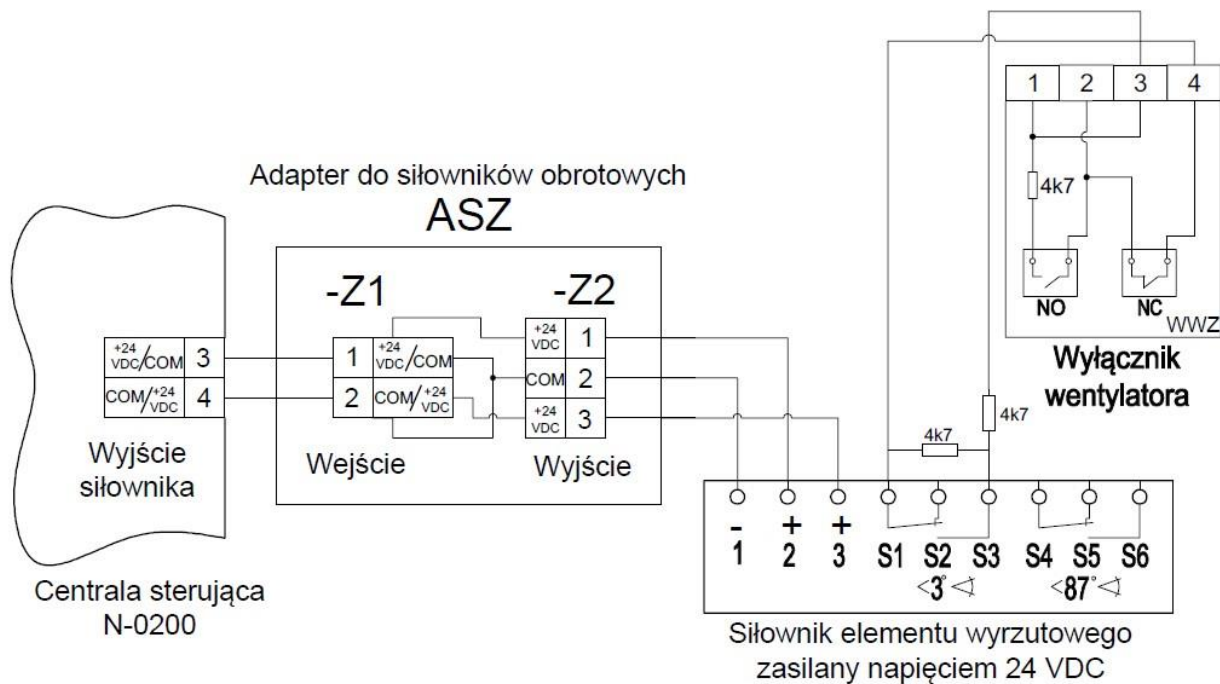 1 2 3 4
4k7
NO NC
WWZ
Wyłącznik
wentylatora
Adapter do siłowników obrotowych
ASZ
-Z1 -Z2
+24 VDC/COM 3
COM/+24 VDC 4
Wyjście
siłownika
1 +24 VDC/COM
2 COM/+24 VDC
Wejście
+24 VDC 1
COM 2
+24 VDC 3
Wyjście
Centrala sterująca
N-0200
4k7
4k7
- + +
1 2 3 S1 S2 S3 S4 S5 S6
<3° <87°
Siłownik elementu wyrzutowego
zasilany napięciem 24 VDC